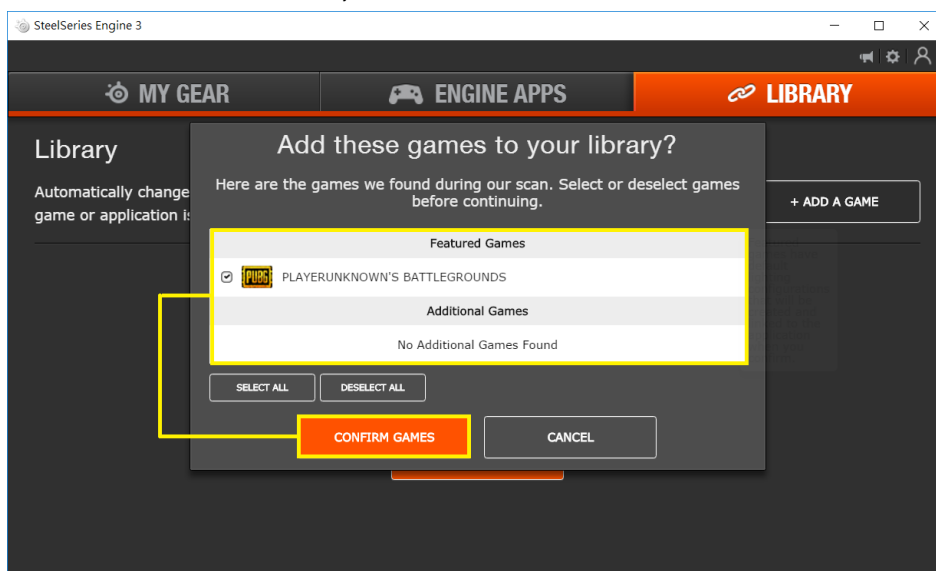 SteelSeries Engine 3
MY GEAR
ENGINE APPS
LIBRARY
Library
Automatically change
game or application is
+ ADD A GAME
Add these games to your library?
Here are the games we found during our scan. Select or deselect games
before continuing.
Featured Games
PUBG
PLAYERUNKNOWN'S BATTLEGROUNDS
Additional Games
No Additional Games Found
SELECT ALL
DESELECT ALL
CONFIRM GAMES
CANCEL